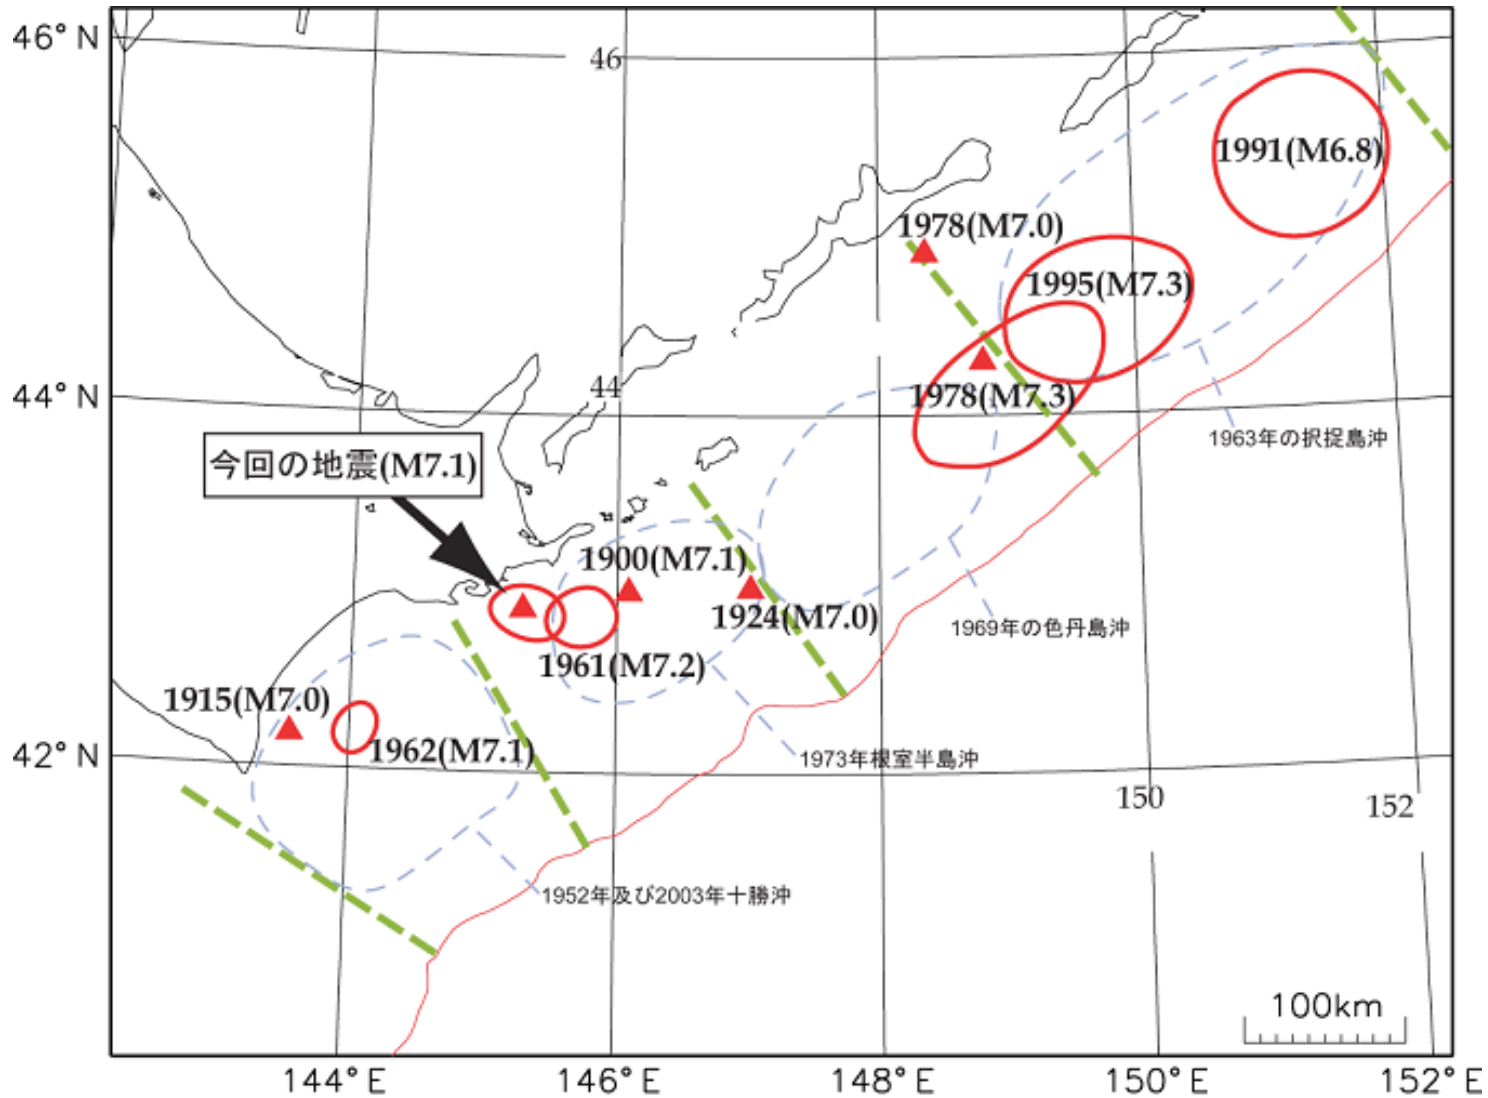 46°N
46
1991(M6.8)
1978(M7.0)
1995(M7.3)
44
44°N
1978(M7.3)
1963年の択捉島沖
今回の地震(M7.1)
1900(M7.1)
1924(M7.0)
1969年の色丹島沖
1961(M7.2)
1915(M7.0)
1962(M7.1)
42°N
1973年根室半島沖
150
152
1952年及び2003年十勝沖
100km
144°E
146°E
148°E
150°E
152°E